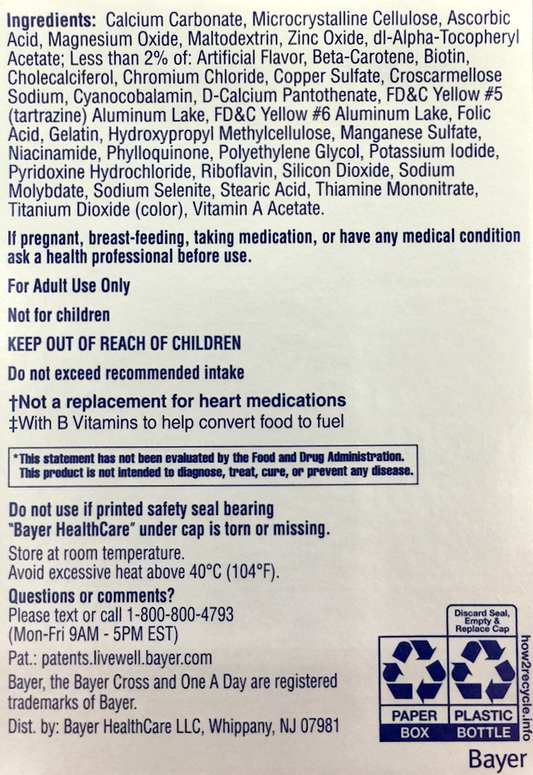 Ingredients: Calcium Carbonate, Microcrystalline Cellulose, Ascorbic
Acid, Magnesium Oxide, Maltodextrin, Zinc Oxide, dl-Alpha-Tocopheryl
Acetate; Less than 2% of: Artificial Flavor, Beta-Carotene, Biotin,
Cholecalciferol, Chromium Chloride, Copper Sulfate, Croscarmellose
Sodium, Cyanocobalamin, D-Calcium Pantothenate, FD&C Yellow #5
(tartrazine) Aluminum Lake, FD&C Yellow #6 Aluminum Lake, Folic
Acid, Gelatin, Hydroxypropyl Methylcellulose, Manganese Sulfate,
Niacinamide, Phylloquinone, Polyethylene Glycol, Potassium Iodide,
Pyridoxine Hydrochloride, Riboflavin, Silicon Dioxide, Sodium
Molybdate, Sodium Selenite, Stearic Acid, Thiamine Mononitrate,
Titanium Dioxide (color), Vitamin A Acetate.
If pregnant, breast-feeding, taking medication, or have any medical condition
ask a health professional before use.
For Adult Use Only
Not for children
KEEP OUT OF REACH OF CHILDREN
Do not exceed recommended intake
†Not a replacement for heart medications
‡With B Vitamins to help convert food to fuel
*This statement has not been evaluated by the Food and Drug Administration.
This product is not intended to diagnose, treat, cure, or prevent any disease.
Do not use if printed safety seal bearing
"Bayer HealthCare" under cap is torn or missing.
Store at room temperature.
Avoid excessive heat above 40°C (104°F).
Questions or comments?
Please text or call 1-800-800-4793
(Mon-Fri 9AM - 5PM EST)
Pat.: patents.livewell.bayer.com
Bayer, the Bayer Cross and One A Day are registered
trademarks of Bayer.
Dist. by: Bayer HealthCare LLC, Whippany, NJ 07981
Discard Seal,
Empty &
Replace Cap
PAPER
BOX
PLASTIC
BOTTLE
how2recycle.info
Bayer